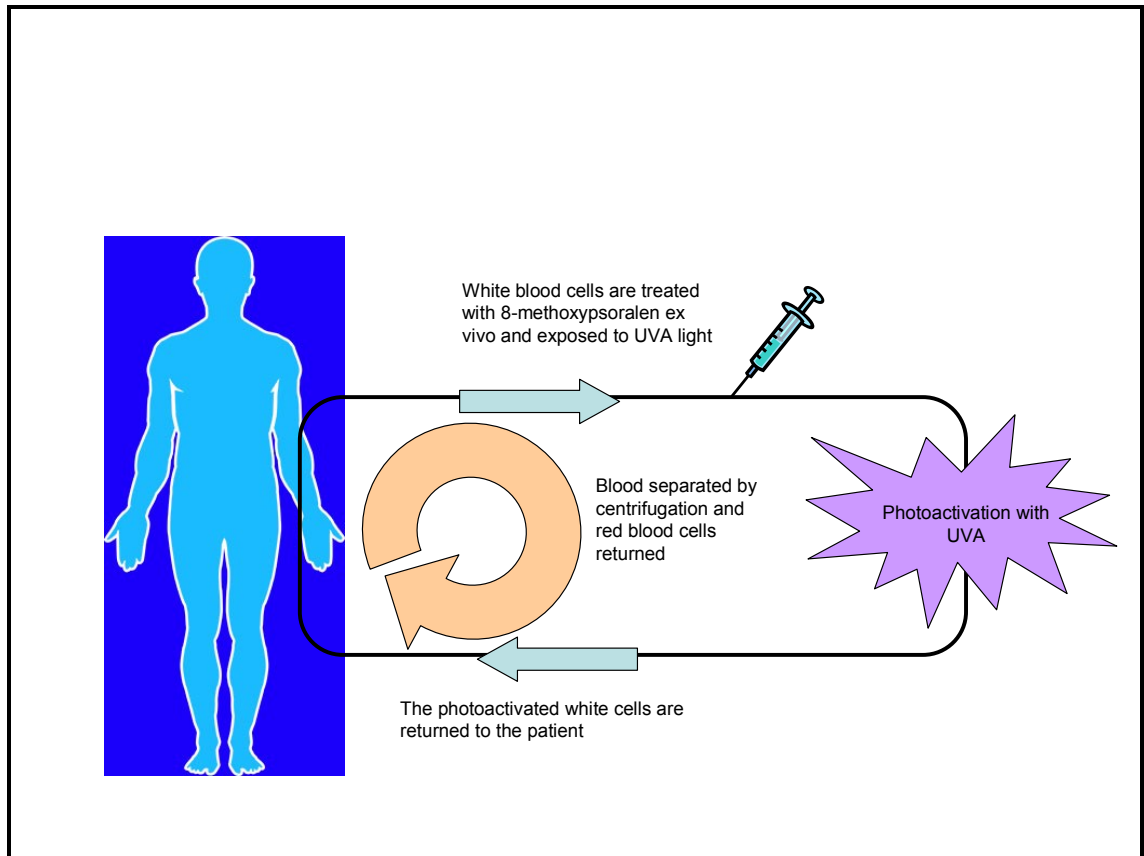 White blood cells are treated
with 8-methoxypsoralen ex
vivo and exposed to UVA light
Blood separated by
centrifugation and
red blood cells
returned
Photoactivation with
UVA
The photoactivated white cells are
returned to the patient